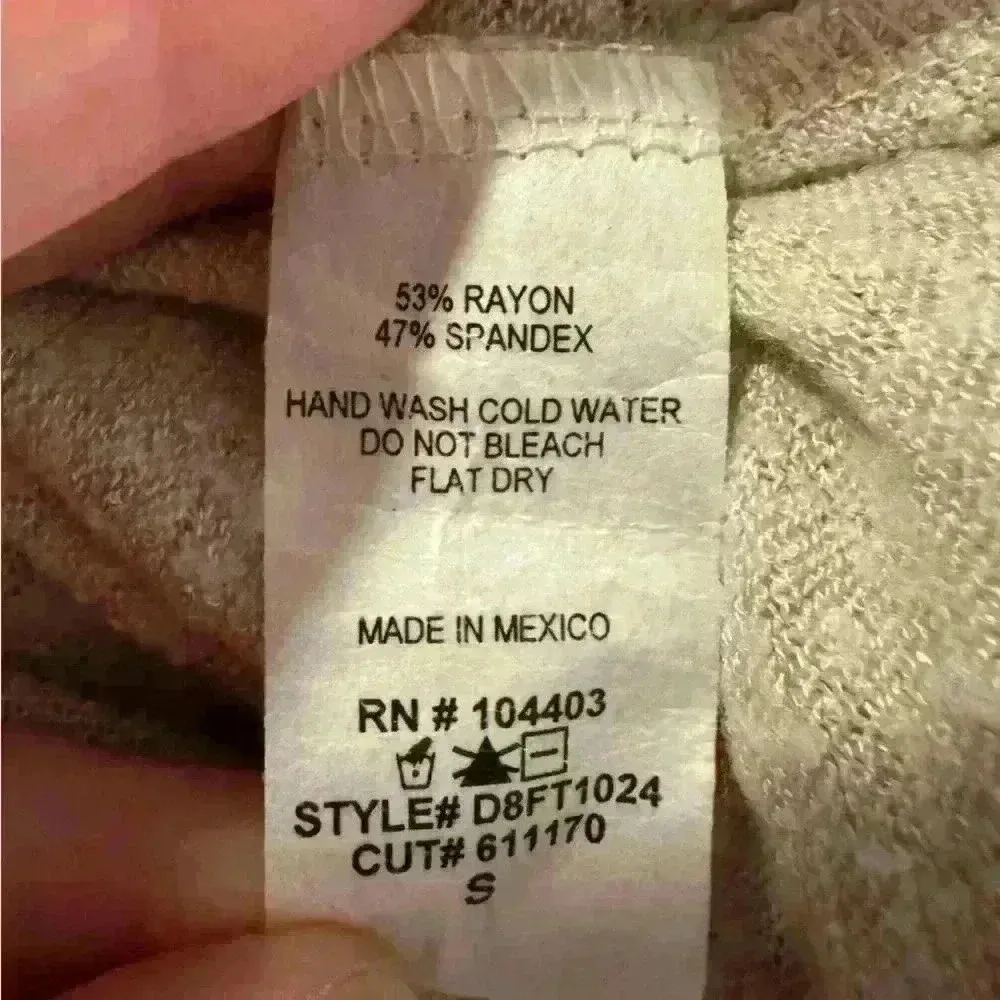 53% RAYON
47% SPANDEX
HAND WASH COLD WATER
DO NOT BLEACH
FLAT DRY
MADE IN MEXICO
RN # 104403
STYLE# D8FT1024
CUT# 611170
S